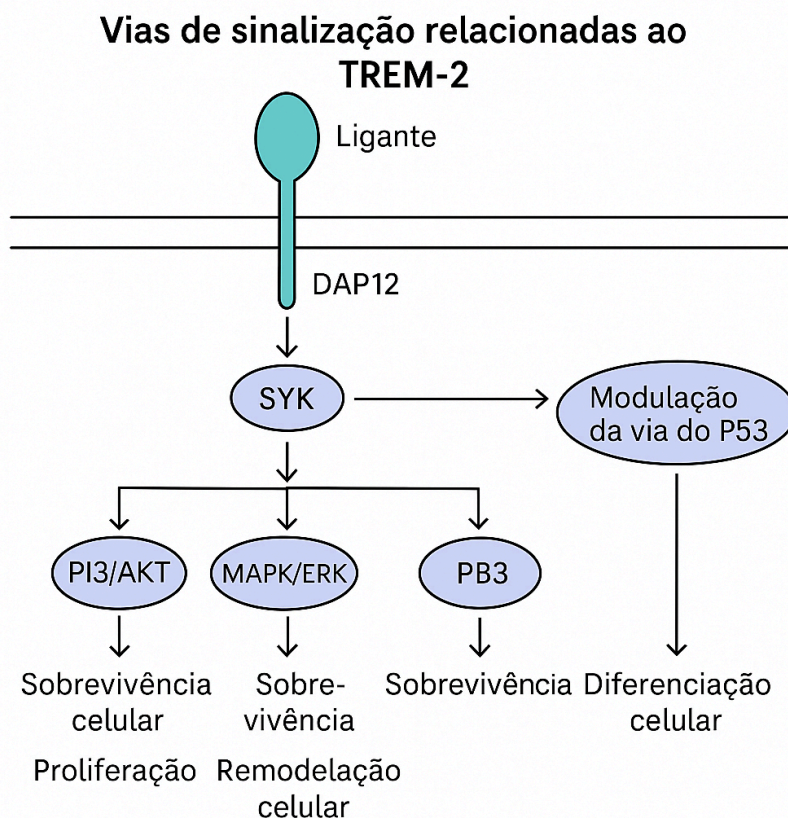 Vias de sinalização relacionadas ao
TREM-2
Ligante
DAP12
SYK
Modulação
da via do P53
PI3/AKT
MAPK/ERK
PB3
Sobrevivência
celular
Proliferação
Sobre-
vivência
Remodelação
celular
Sobrevivência
Diferenciação
celular